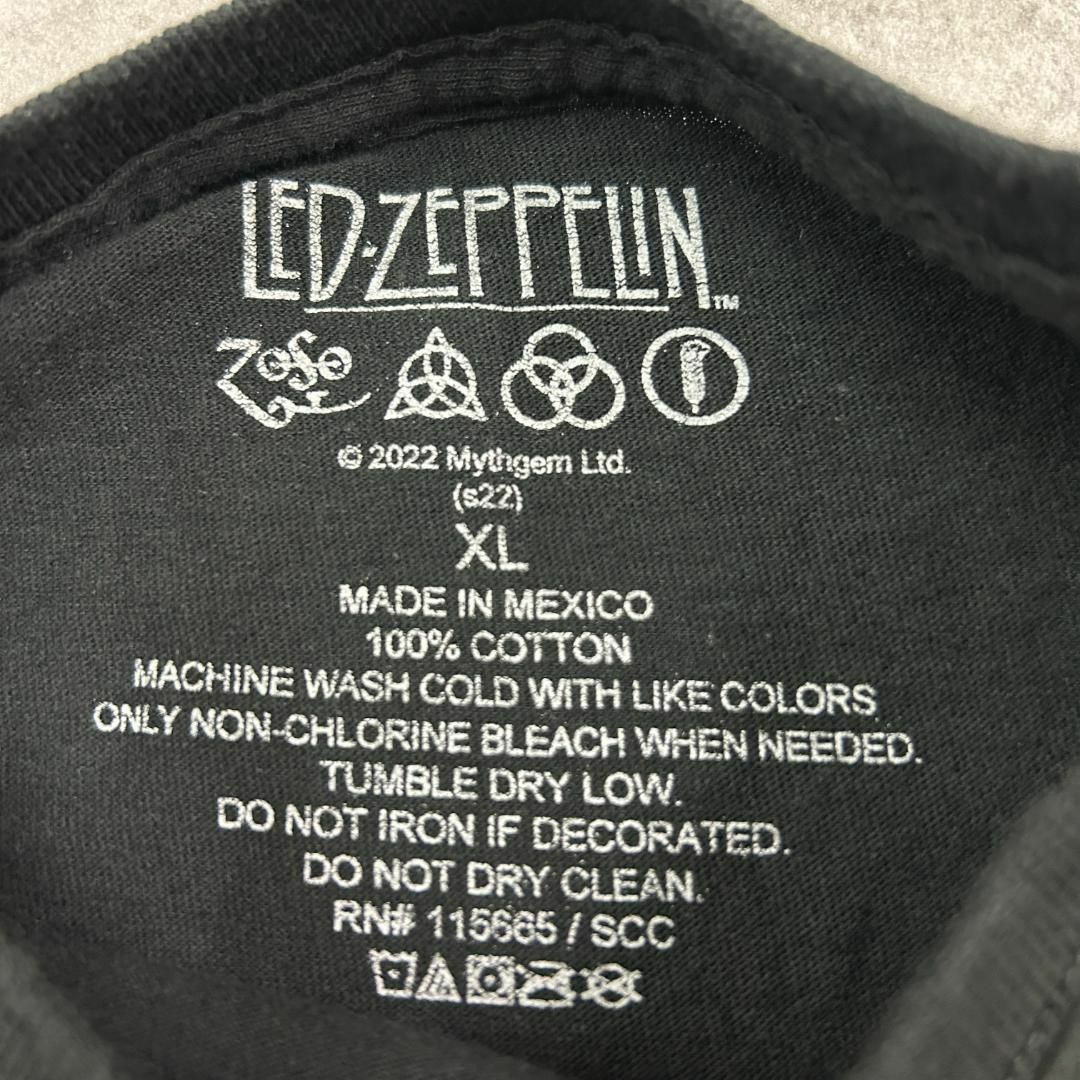 LED-ZEPPELIN™
© 2022 Mythgem Ltd.
(s22)
XL
MADE IN MEXICO
100% COTTON
MACHINE WASH COLD WITH LIKE COLORS
ONLY NON-CHLORINE BLEACH WHEN NEEDED.
TUMBLE DRY LOW.
DO NOT IRON IF DECORATED.
DO NOT DRY CLEAN.
RN# 115665 / SCC